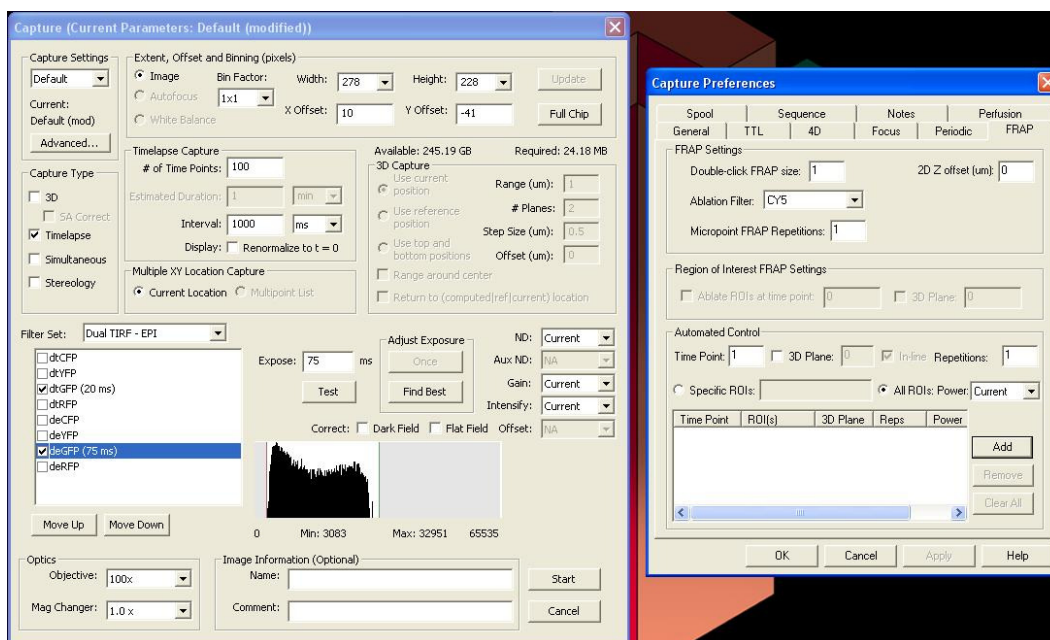 Capture (Current Parameters: Default (modified))
Capture Settings
Default
Current:
Default (mod)
Advanced...
Extent, Offset and Binning (pixels)
Image
Autofocus
White Balance
Bin Factor:
1x1
Width: 278
Height: 228
X Offset: 10
Y Offset: -41
Update
Full Chip
Capture Type
3D
SA Correct
Timelapse
Simultaneous
Stereology
Timelapse Capture
# of Time Points: 100
Estimated Duration: 1 min
Interval: 1000 ms
Display: Renormalize to t = 0
Multiple XY Location Capture
Current Location Multipoint List
Available: 245.19 GB Required: 24.18 MB
3D Capture
Use current
position
Use reference
position
Use top and
bottom positions
Range (um): 1
# Planes: 2
Step Size (um): 0.5
Offset (um): 0
Range around center
Return to (computed|ref|current) location
Filter Set: Dual TIRF - EPI
dtCFP
dtYFP
dtGFP (20 ms)
dtRFP
deCFP
deYFP
deGFP (75 ms)
deRFP
Move Up Move Down
Expose: 75 ms
Test
Adjust Exposure
Once
Find Best
ND: Current
Aux ND: NA
Gain: Current
Intensify: Current
Correct: Dark Field Flat Field Offset: NA
0 Min: 3083 Max: 32951 65535
Optics
Objective: 100x
Mag Changer: 1.0 x
Image Information (Optional)
Name:
Comment:
Start
Cancel
Capture Preferences
Spool Sequence Notes Perfusion
General TTL 4D Focus Periodic FRAP
FRAP Settings
Double-click FRAP size: 1 2D Z offset (um): 0
Ablation Filter: CY5
Micropoint FRAP Repetitions: 1
Region of Interest FRAP Settings
Ablate ROIs at time point: 0 3D Plane: 0
Automated Control
Time Point: 1 3D Plane: 0 In-line Repetitions: 1
Specific ROIs: All ROIs: Power: Current
Time Point ROI(s) 3D Plane Reps Power
Add
Remove
Clear All
OK Cancel Apply Help